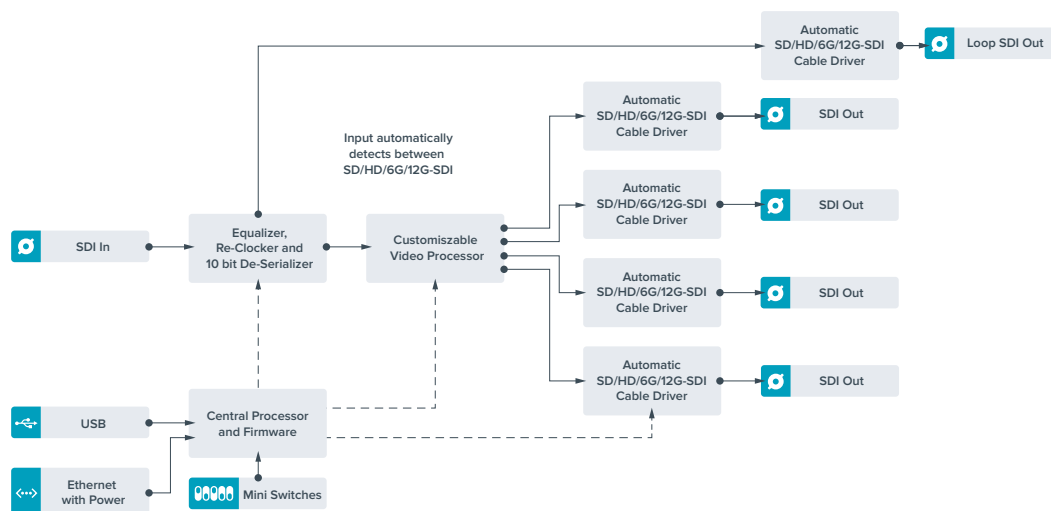 Automatic
SD/HD/6G/12G-SDI
Cable Driver
Loop SDI Out
Automatic
SD/HD/6G/12G-SDI
Cable Driver
SDI Out
Input automatically
detects between
SD/HD/6G/12G-SDI
Automatic
SD/HD/6G/12G-SDI
Cable Driver
SDI Out
SDI In
Equalizer,
Re-Clocker and
10 bit De-Serializer
Customiszable
Video Processor
Automatic
SD/HD/6G/12G-SDI
Cable Driver
SDI Out
Automatic
SD/HD/6G/12G-SDI
Cable Driver
SDI Out
USB
Central Processor
and Firmware
Ethernet
with Power
Mini Switches